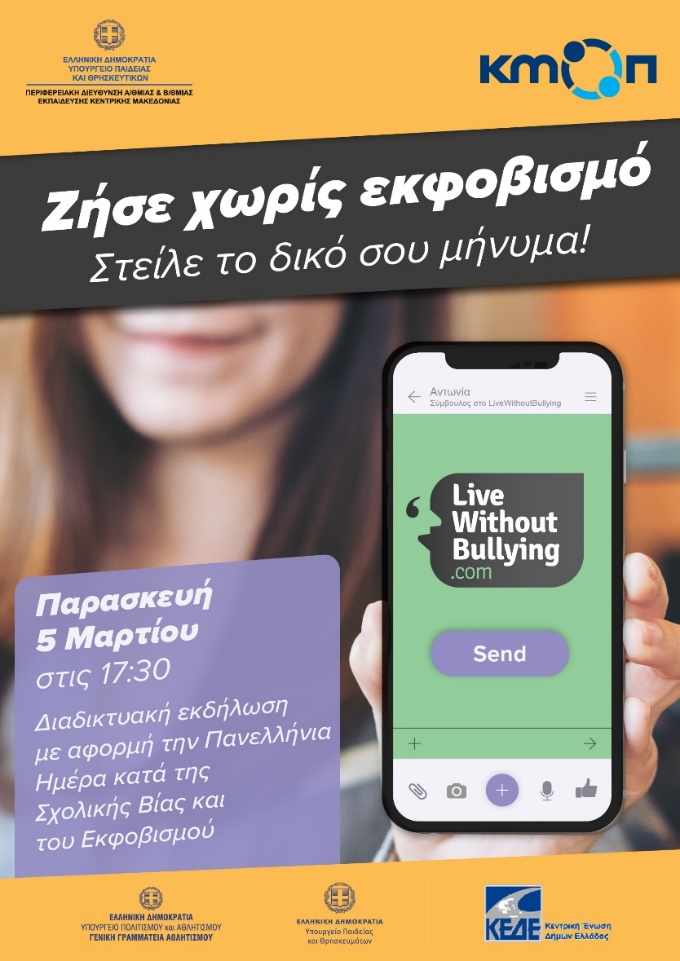 ΕΛΛΗΝΙΚΗ ΔΗΜΟΚΡΑΤΙΑ
ΥΠΟΥΡΓΕΙΟ ΠΑΙΔΕΙΑΣ
ΚΑΙ ΘΡΗΣΚΕΥΤΙΚΩΝ
ΠΕΡΙΦΕΡΕΙΑΚΗ ΔΙΕΥΘΥΝΣΗ Α/ΘΜΙΑΣ & Β/ΘΜΙΑΣ
ΕΚΠΑΙΔΕΥΣΗΣ ΚΕΝΤΡΙΚΗΣ ΜΑΚΕΔΟΝΙΑΣ
κmοπ
Ζήσε χωρίς εκφοβισμό
Στείλε το δικό σου μήνυμα!
Αντωνία
Σύμβουλος στο LiveWithoutBullying
Live
Without
Bullying
.com
Send
Παρασκευή
5 Μαρτίου
στις 17:30
Διαδικτυακή εκδήλωση
με αφορμή την Πανελλήνια
Ημέρα κατά της
Σχολικής Βίας και
του Εκφοβισμού
ΕΛΛΗΝΙΚΗ ΔΗΜΟΚΡΑΤΙΑ
ΥΠΟΥΡΓΕΙΟ ΠΟΛΙΤΙΣΜΟΥ και ΑΘΛΗΤΙΣΜΟΥ
ΓΕΝΙΚΗ ΓΡΑΜΜΑΤΕΙΑ ΑΘΛΗΤΙΣΜΟΥ
ΕΛΛΗΝΙΚΗ ΔΗΜΟΚΡΑΤΙΑ
Υπουργείο Παιδείας
και Θρησκευμάτων
ΚΕΔΕ
Κεντρική Ένωση
Δήμων Ελλάδας